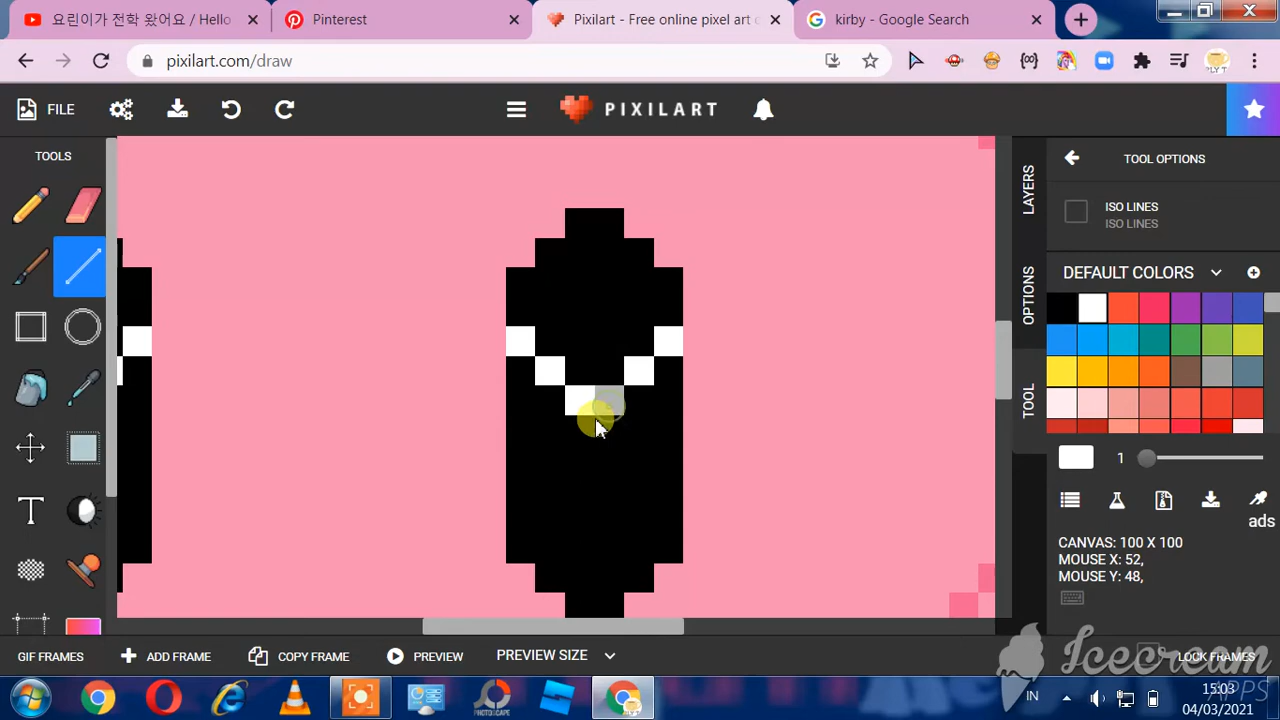 요린이가 전학 왔어요 / Hello
Pinterest
Pixilart - Free online pixel art
kirby - Google Search
pixilart.com/draw
FILE
PIXILART
TOOLS
TOOL OPTIONS
ISO LINES
ISO LINES
LAYERS
OPTIONS
TOOL
DEFAULT COLORS
1
ads
CANVAS: 100 X 100
MOUSE X: 52,
MOUSE Y: 48,
GIF FRAMES
ADD FRAME
COPY FRAME
PREVIEW
PREVIEW SIZE
LOCK FRAMES
Icecream
APPS
PHOTOSCAPE
IN
15:03
04/03/2021